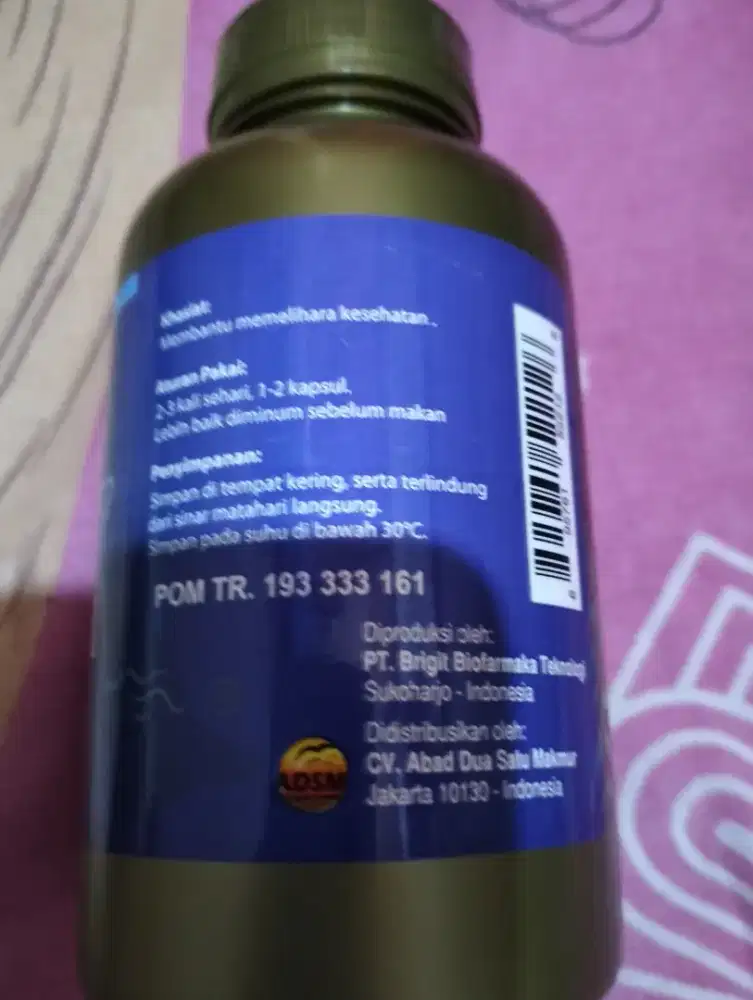 Khasiat:
Membantu memelihara kesehatan..
Aturan Pakai:
2-3 kali sehari, 1-2 kapsul.
Lebih baik diminum sebelum makan
Penyimpanan:
Simpan di tempat kering, serta terlindung
dari sinar matahari langsung.
Simpan pada suhu di bawah 30°C.
POM TR. 193 333 161
Diproduksi oleh:
PT. Brigit Biofarmaka Teknologi
Sukoharjo - Indonesia
Didistribusikan oleh:
CV. Abad Dua Satu Makmur
Jakarta 10130 - Indonesia
ADSM